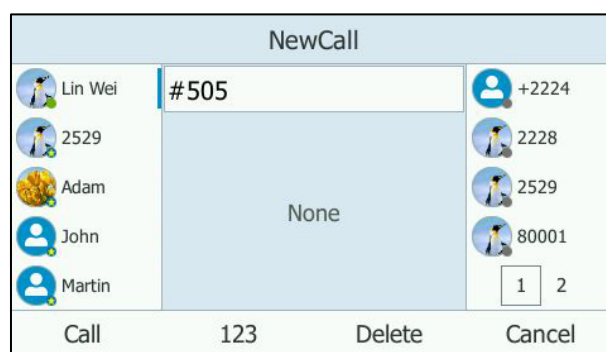 NewCall
Lin Wei
2529
Adam
John
Martin
#505
None
+2224
2228
2529
80001
1 2
Call 123 Delete Cancel